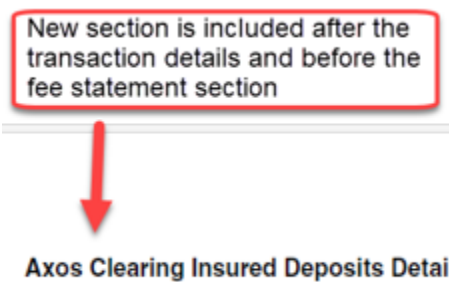 New section is included after the
transaction details and before the
fee statement section
Axos Clearing Insured Deposits Detai